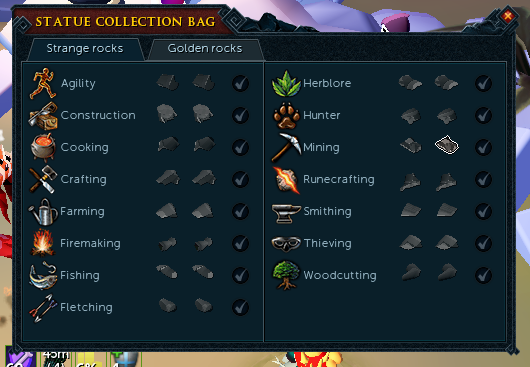 STATUE COLLECTION BAG
Strange rocks
Golden rocks
Agility
Construction
Cooking
Crafting
Farming
Firemaking
Fishing
Fletching
Herblore
Hunter
Mining
Runecrafting
Smithing
Thieving
Woodcutting
45m